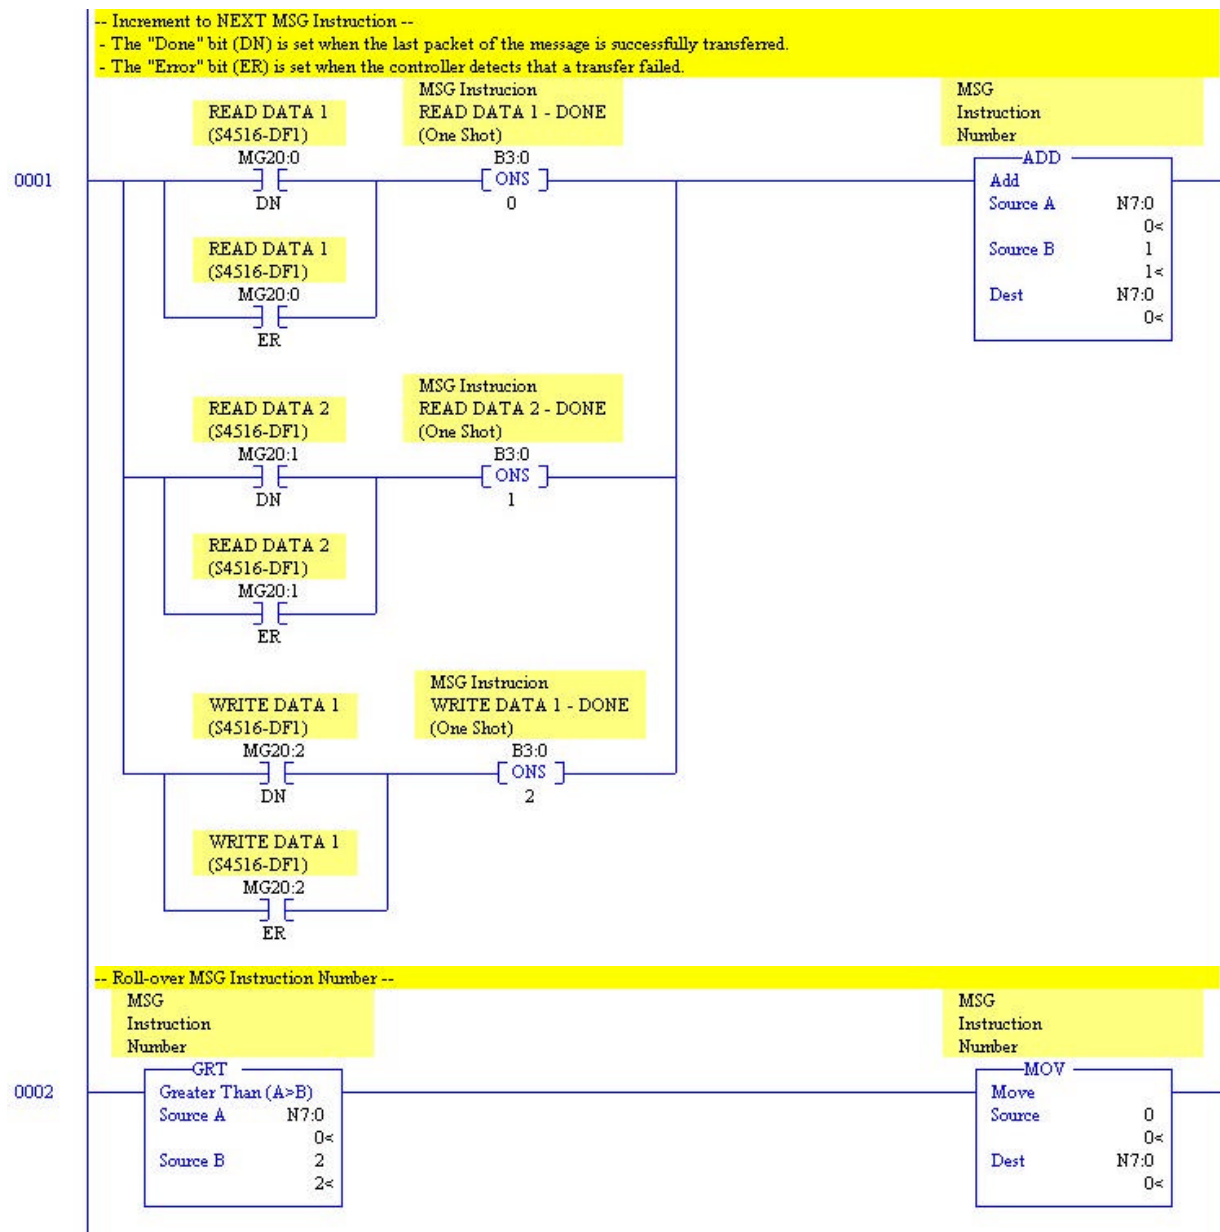 -- Increment to NEXT MSG Instruction --
- The "Done" bit (DN) is set when the last packet of the message is successfully transferred.
- The "Error" bit (ER) is set when the controller detects that a transfer failed.
MSG Instrucion
READ DATA 1 - DONE
(One Shot)
READ DATA 1
(S4516-DF1)
MG20:0
DN
B3:0
ONS
0
MSG
Instruction
Number
0001
ADD
Add
Source A N7:0
0<
Source B 1
1<
Dest N7:0
0<
READ DATA 1
(S4516-DF1)
MG20:0
ER
READ DATA 2
(S4516-DF1)
MG20:1
DN
MSG Instrucion
READ DATA 2 - DONE
(One Shot)
B3:0
ONS
1
READ DATA 2
(S4516-DF1)
MG20:1
ER
WRITE DATA 1
(S4516-DF1)
MG20:2
DN
MSG Instrucion
WRITE DATA 1 - DONE
(One Shot)
B3:0
ONS
2
WRITE DATA 1
(S4516-DF1)
MG20:2
ER
-- Roll-over MSG Instruction Number --
MSG
Instruction
Number
0002
GRT
Greater Than (A>B)
Source A N7:0
0<
Source B 2
2<
MSG
Instruction
Number
MOV
Move
Source 0
0<
Dest N7:0
0<